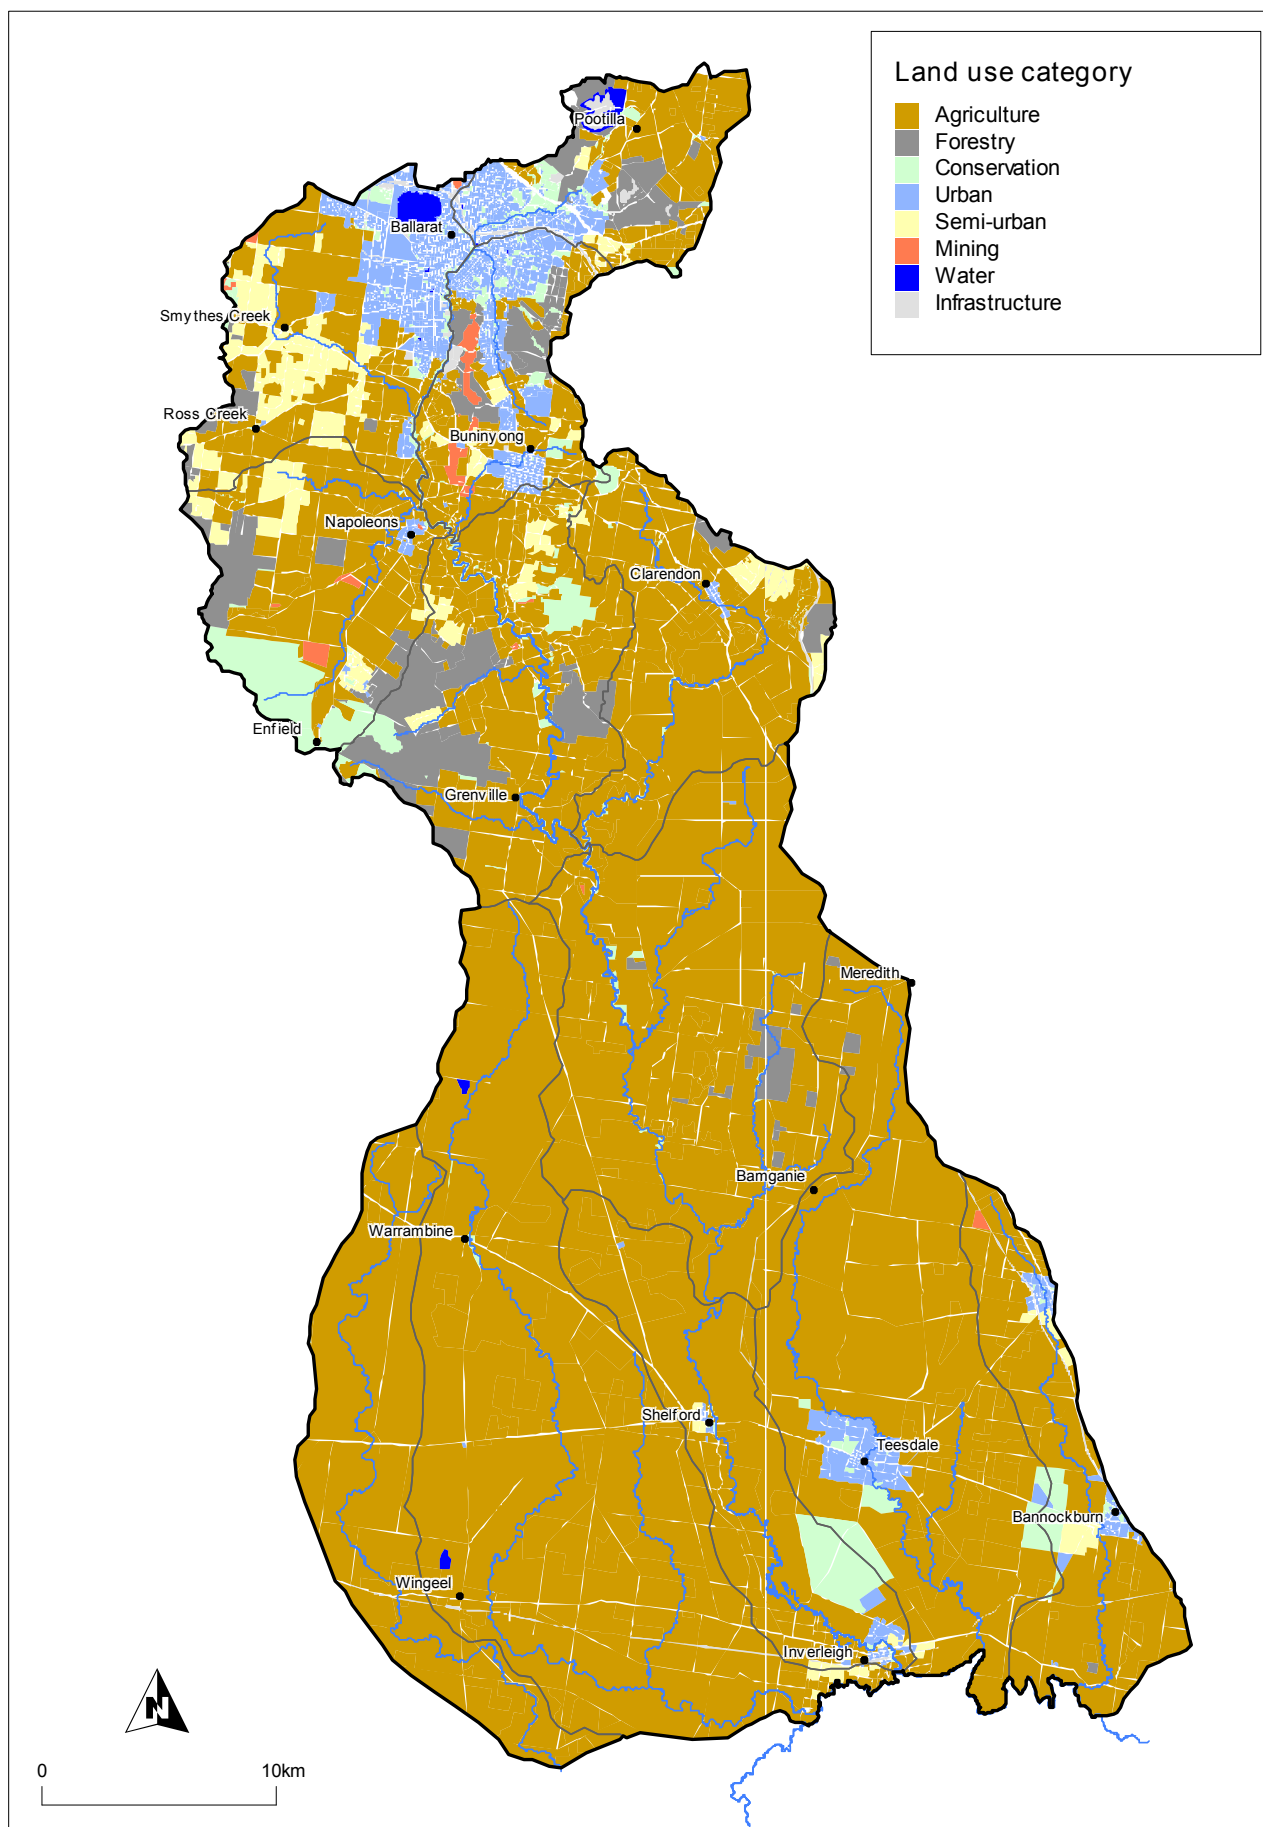 Land use category
Agriculture
Forestry
Conservation
Urban
Semi-urban
Mining
Water
Infrastructure
Pootilla
Ballarat
Smythes Creek
Ross Creek
Buninyong
Napoleons
Clarendon
Enfield
Grenville
Meredith
Bamganie
Warrambine
Shelford
Teesdale
Bannockburn
Wingeel
Inverleigh
N
0 10km